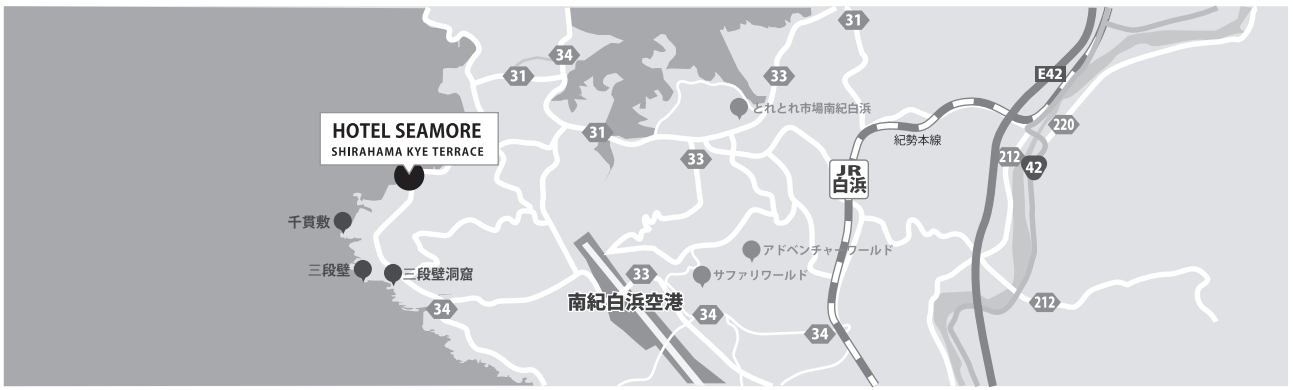 31
34
31
33
E42
とれとれ市場南紀白浜
220
HOTEL SEAMORE
SHIRAHAMA KYE TERRACE
31
紀勢本線
33
212
42
JR
白浜
千貫敷
アドベンチャーワールド
三段壁
三段壁洞窟
33
サファリワールド
南紀白浜空港
34
34
212
34